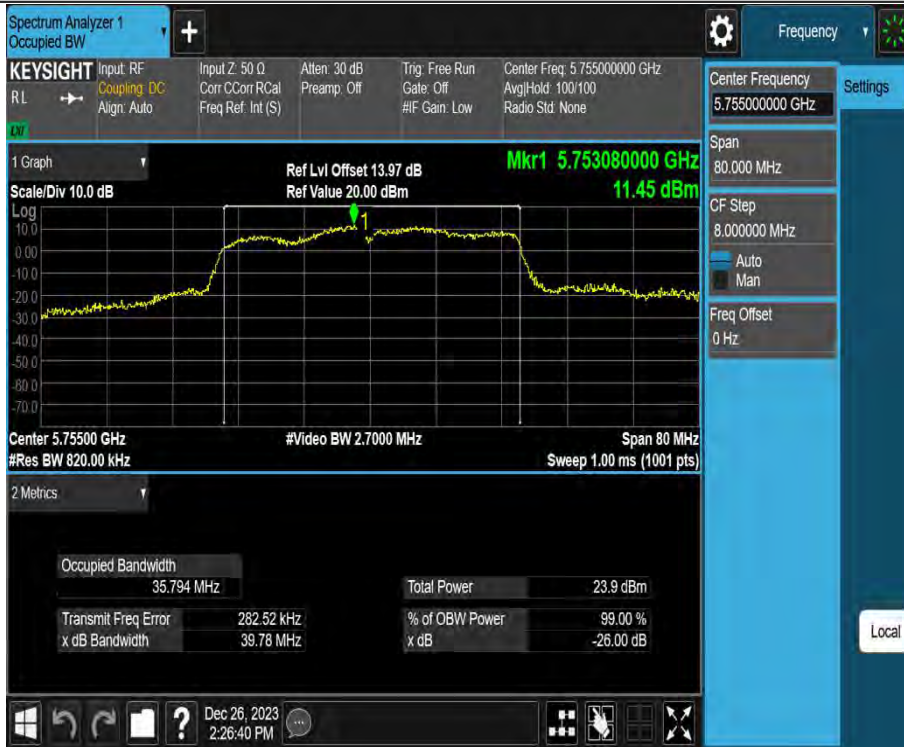 Spectrum Analyzer 1
Occupied BW
+
Frequency
KEYSIGHT
RL
LXI
Input: RF
Coupling: DC
Align: Auto
Input Z: 50 Ω
Corr CCorr RCal
Freq Ref: Int (S)
Atten: 30 dB
Preamp: Off
Trig: Free Run
Gate: Off
#IF Gain: Low
Center Freq: 5.755000000 GHz
Avg|Hold: 100/100
Radio Std: None
Center Frequency
5.755000000 GHz
Settings
Span
80.000 MHz
CF Step
8.000000 MHz
Auto
Man
Freq Offset
0 Hz
Local
1 Graph
Scale/Div 10.0 dB
Ref Lvl Offset 13.97 dB
Ref Value 20.00 dBm
Mkr1 5.753080000 GHz
11.45 dBm
Log
1
10.0
0.00
-10.0
-20.0
-30.0
-40.0
-50.0
-60.0
-70.0
Center 5.75500 GHz
#Video BW 2.7000 MHz
Span 80 MHz
#Res BW 820.00 kHz
Sweep 1.00 ms (1001 pts)
2 Metrics
Occupied Bandwidth
35.794 MHz
Total Power 23.9 dBm
Transmit Freq Error 282.52 kHz
% of OBW Power 99.00 %
x dB Bandwidth 39.78 MHz
x dB -26.00 dB
?
Dec 26, 2023
2:26:40 PM